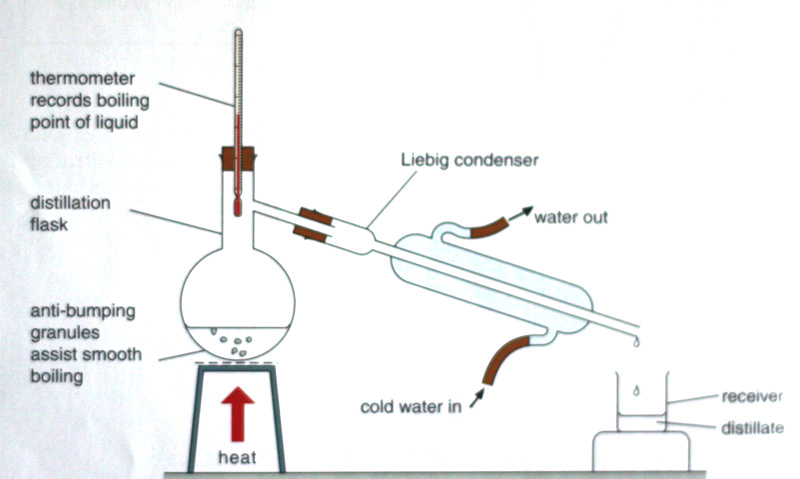 thermometer
records boiling
point of liquid
Liebig condenser
distillation
flask
water out
anti-bumping
granules
assist smooth
boiling
cold water in
receiver
distillate
heat